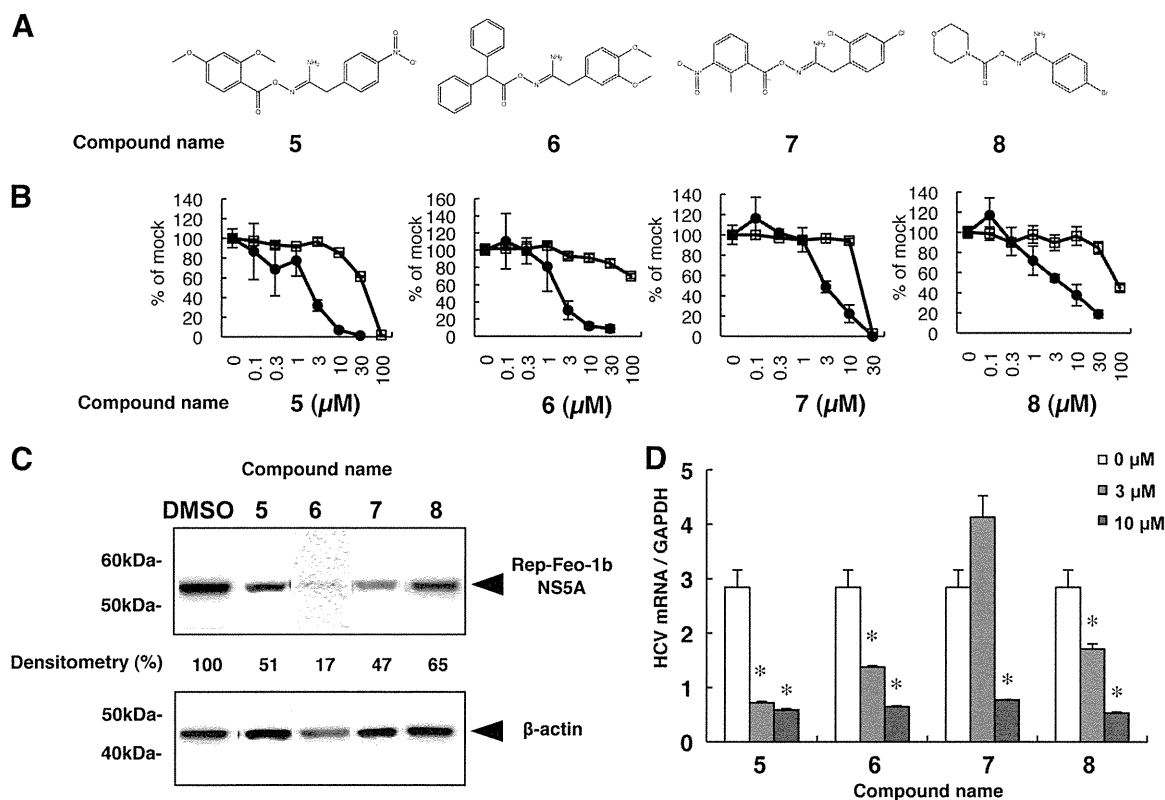 A
Compound name 5 6 7 8
B
% of mock
140
120
100
80
60
40
20
0
0 0.1 0.3 1 3 10 30 100
% of mock
160
140
120
100
80
60
40
20
0
0 0.1 0.3 1 3 10 30 100
% of mock
140
120
100
80
60
40
20
0
0 0.1 0.3 1 3 10 30
% of mock
140
120
100
80
60
40
20
0
0 0.1 0.3 1 3 10 30 100
Compound name 5 (µM) 6 (µM) 7 (µM) 8 (µM)
C
Compound name
DMSO 5 6 7 8
60kDa-
50kDa-
Rep-Feo-1b
NS5A
Densitometry (%) 100 51 17 47 65
50kDa-
40kDa-
β-actin
D
HCV mRNA / GAPDH
5
4
3
2
1
0
0 µM
3 µM
10 µM
* * * * * * *
5 6 7 8
Compound name